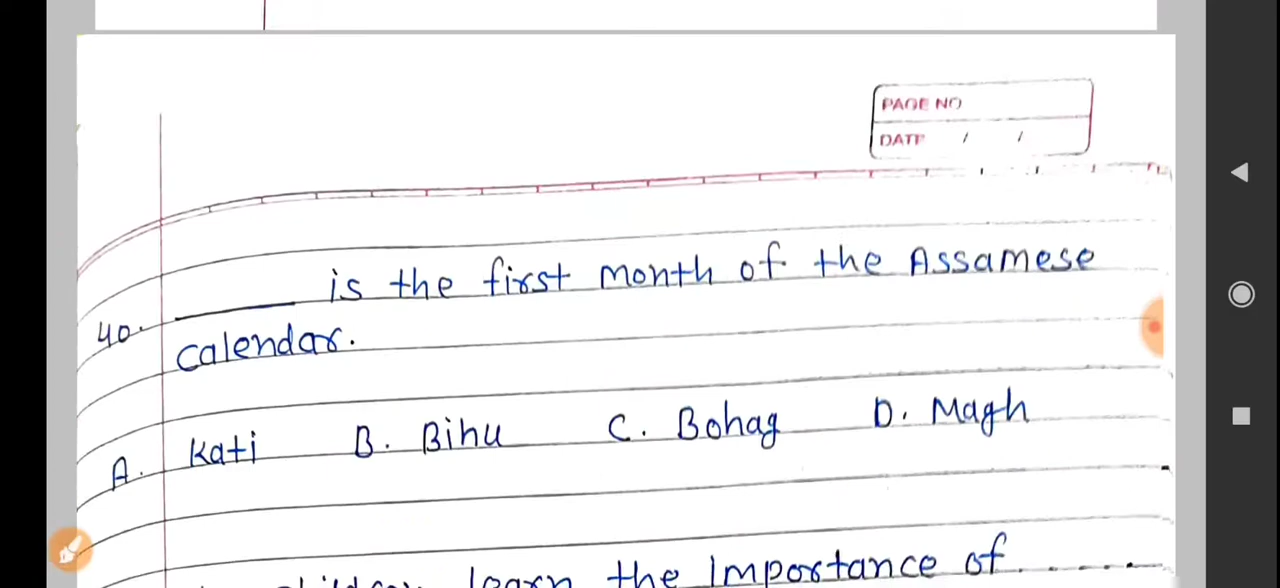 PAGE NO
DATE / /
40. ______ is the first month of the Assamese
calendar.
A. Kati B. Bihu C. Bohag D. Magh
learn the importance of ......